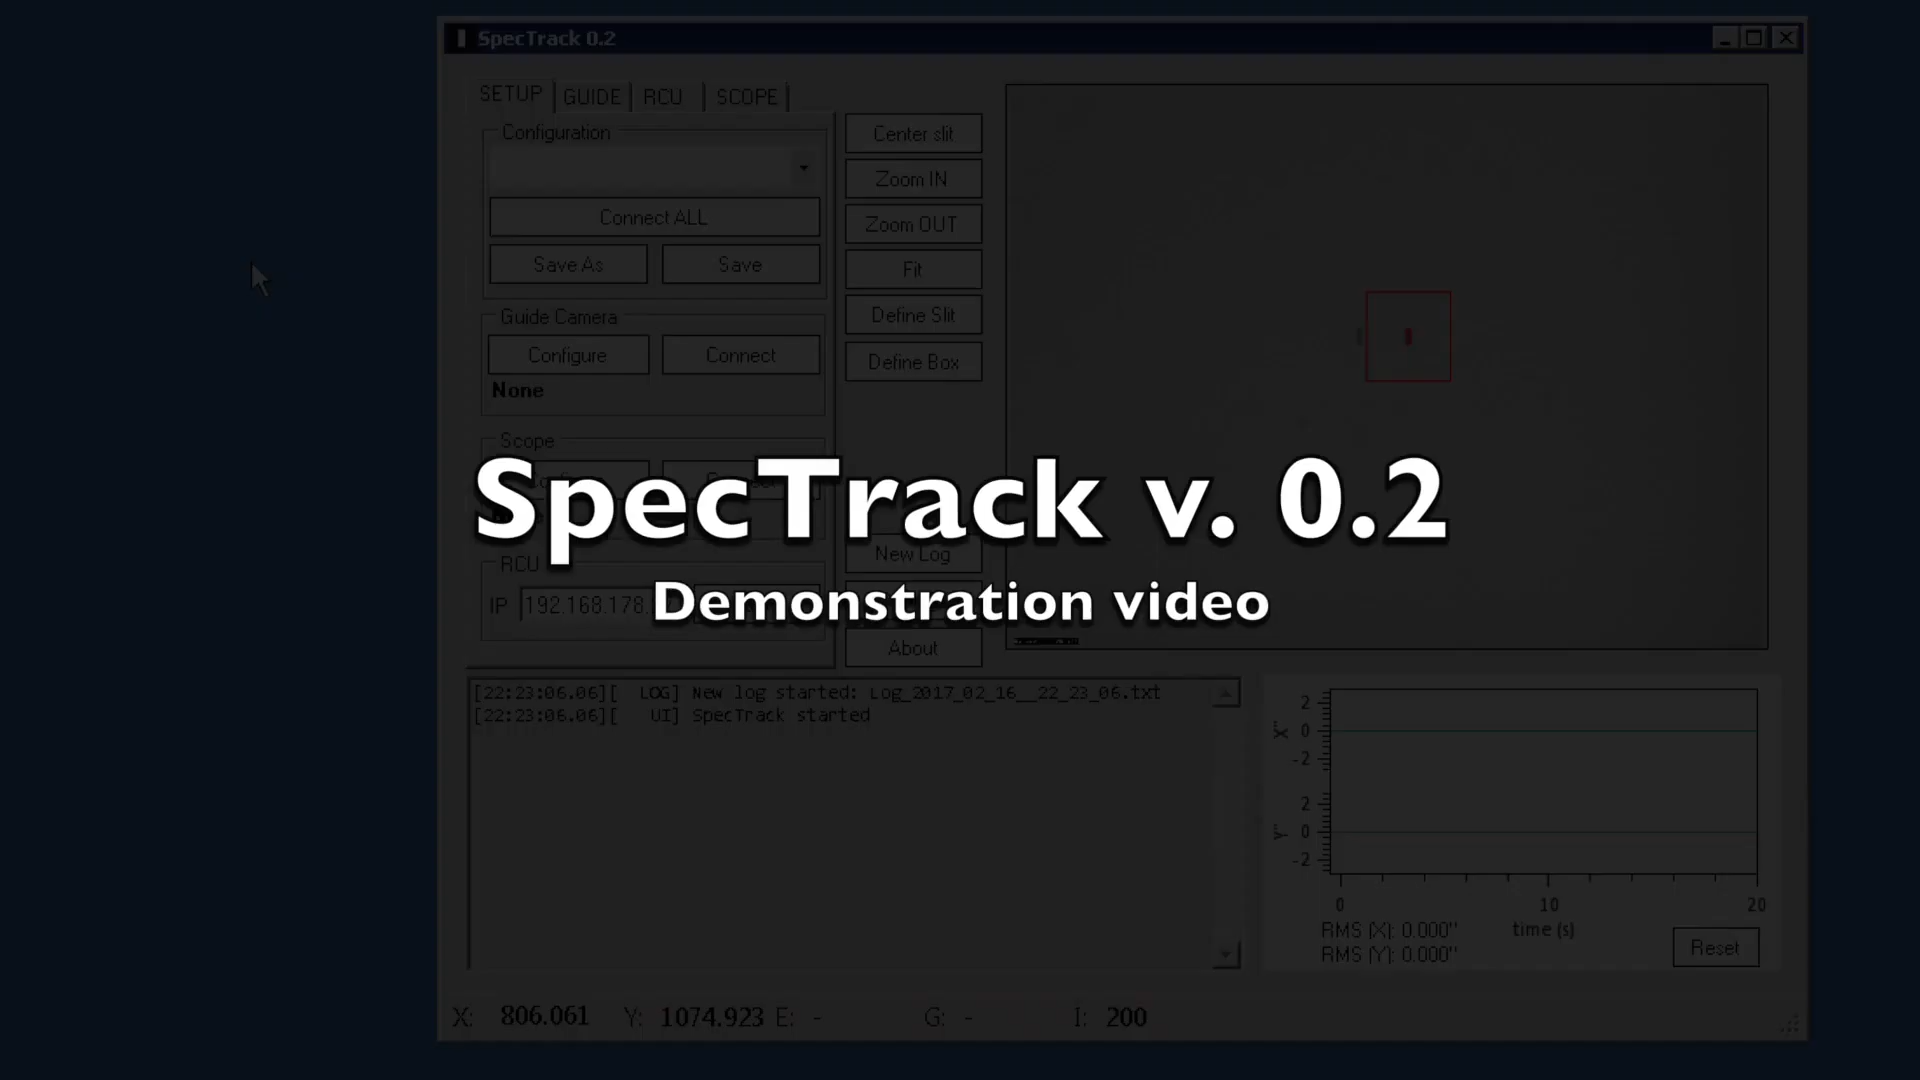 SpecTrack 0.2
SETUP GUIDE RCU SCOPE
Configuration
Connect ALL
Save As Save
Guide Camera
Configure Connect
None
Scope
RCU
IP 192.168.178.
Center slit
Zoom IN
Zoom OUT
Fit
Define Slit
Define Box
New Log
About
SpecTrack v. 0.2
Demonstration video
[22:23:06.06][ LOG] New log started: Log_2017_02_16__22_23_06.txt
[22:23:06.06][ UI] SpecTrack started
X"
2
0
-2
Y"
2
0
-2
0 10 20
time (s)
RMS (X): 0.000"
RMS (Y): 0.000"
Reset
X: 806.061 Y: 1074.923 E: - G: - I: 200